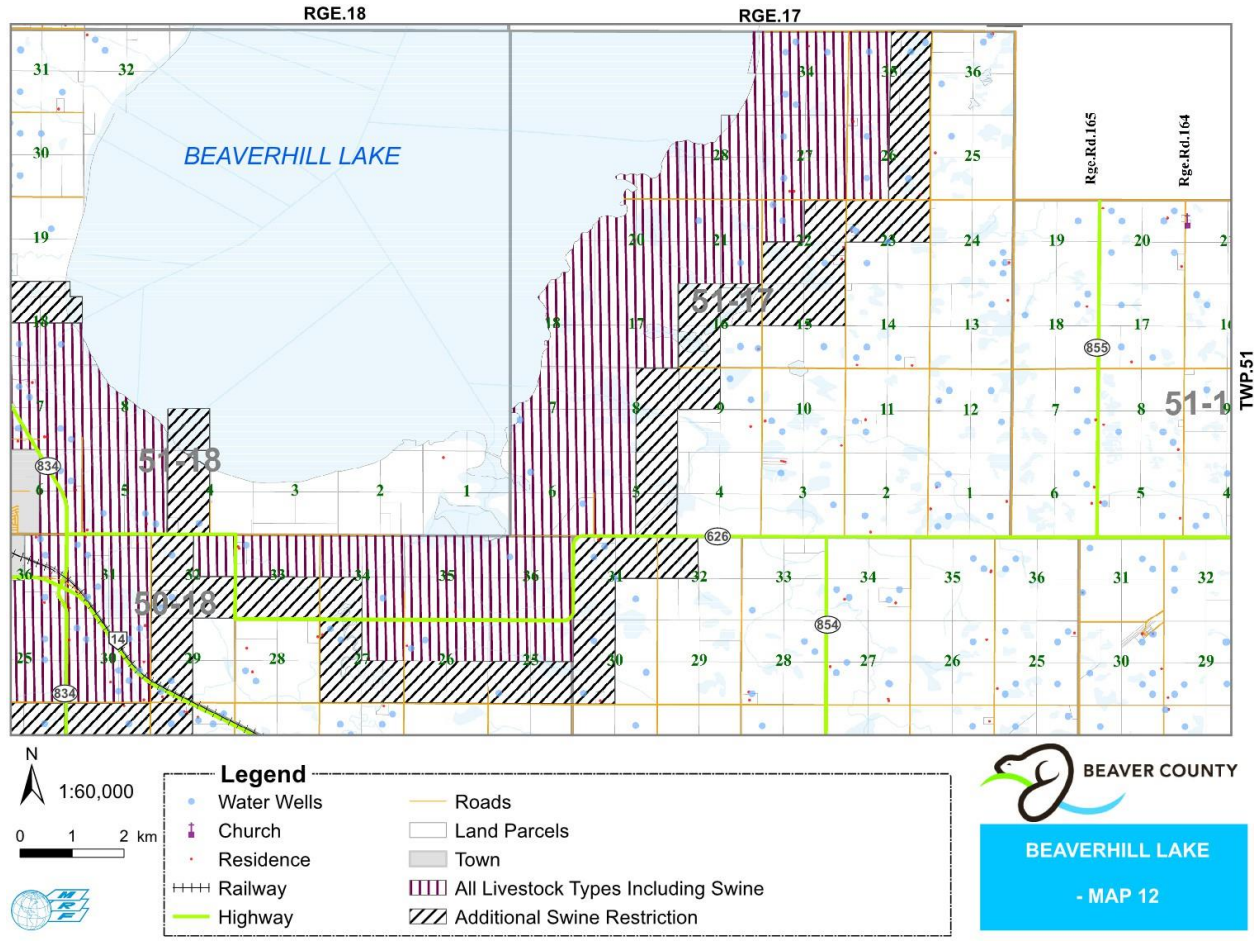 RGE.18 RGE.17
31 32 34 35 36
BEAVERHILL LAKE
30 28 27 26 25
Rge.Rd.165 Rge.Rd.164
19 20 21 22 23 24 19 20 2
51-17
18 18 17 16 15 14 13 18 17 16
855
TWP.51
7 8 7 8 9 10 11 12 7 8 9
51-1
51-18
834
6 5 4 3 2 1 6 5 4 3 2 1 6 5 4
626
36 31 32 33 34 35 36 31 32 33 34 35 36 31 32
50-18
854
14
25 30 29 28 27 26 25 30 29 28 27 26 25 30 29
834
N
1:60,000
0 1 2 km
MRF
Legend
Water Wells
Church
Residence
Railway
Highway
Roads
Land Parcels
Town
All Livestock Types Including Swine
Additional Swine Restriction
BEAVER COUNTY
BEAVERHILL LAKE
- MAP 12